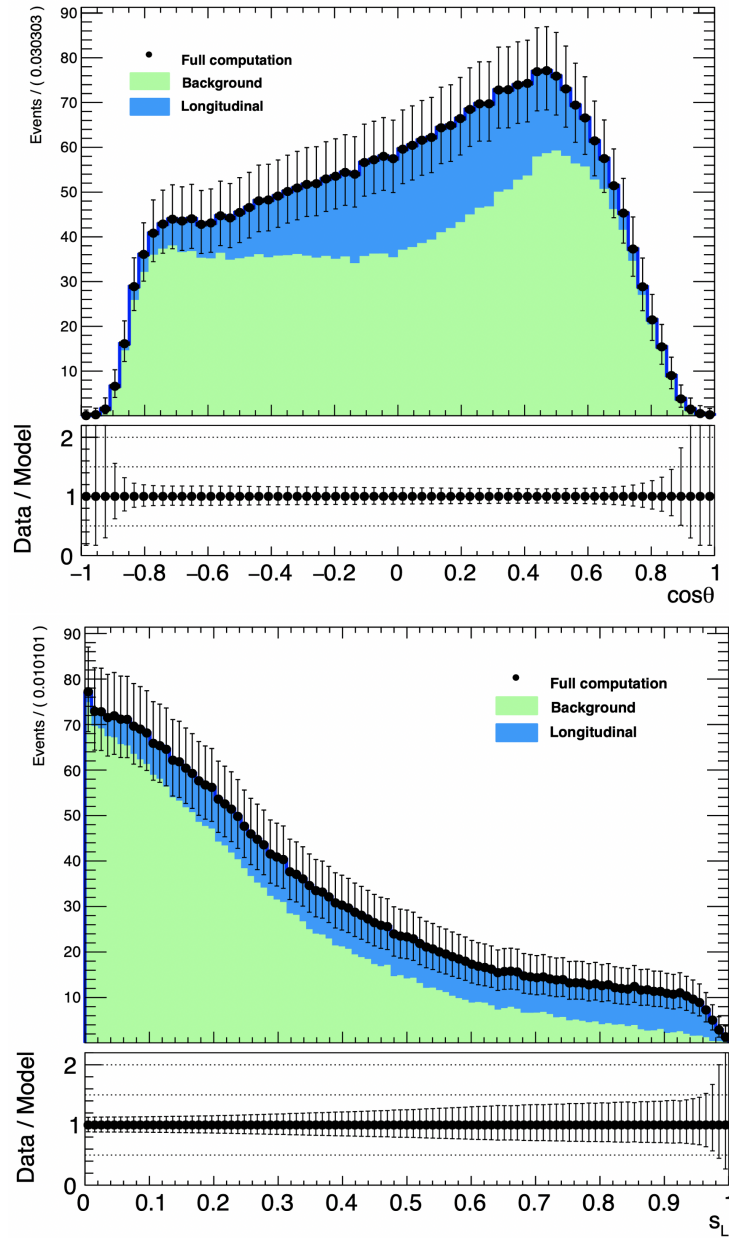 Events / ( 0.030303)
90
80
70
60
50
40
30
20
10
Full computation
Background
Longitudinal
Data / Model
2
1
0
−1 −0.8 −0.6 −0.4 −0.2 0 0.2 0.4 0.6 0.8 1
cosθ
Events / ( 0.010101)
90
80
70
60
50
40
30
20
10
Full computation
Background
Longitudinal
Data / Model
2
1
0
0 0.1 0.2 0.3 0.4 0.5 0.6 0.7 0.8 0.9 1
s_L